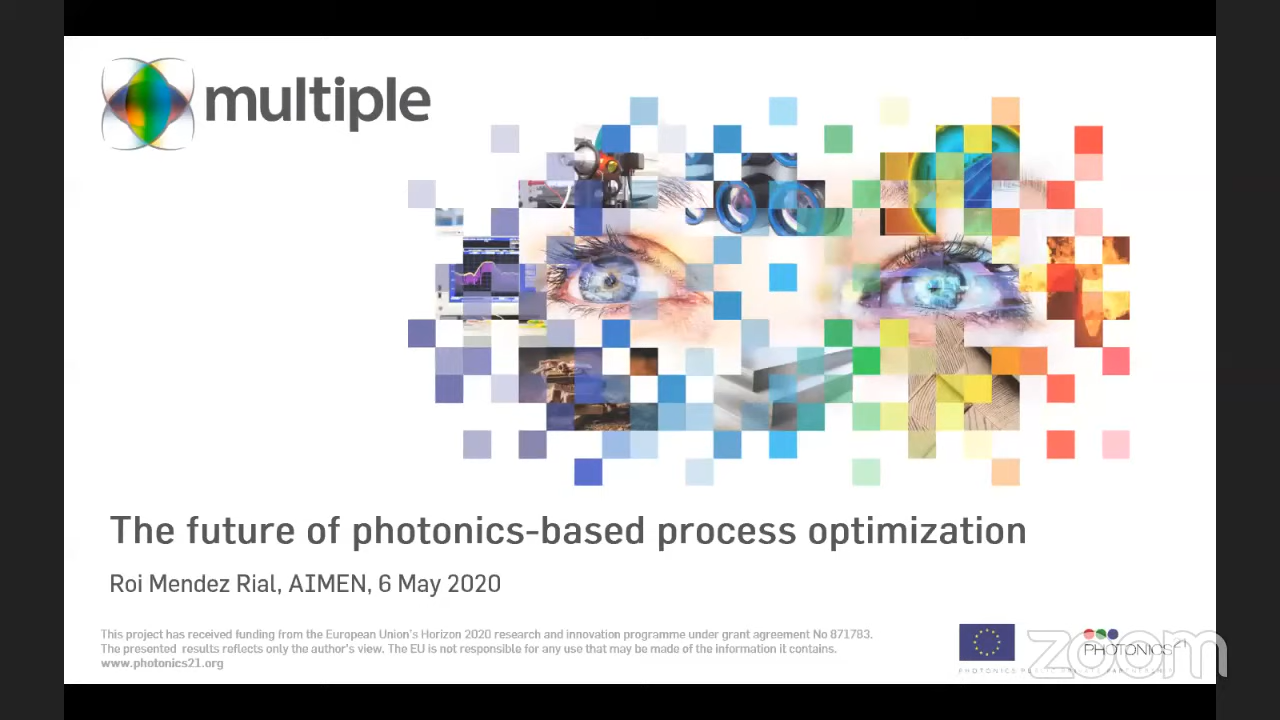 multiple
The future of photonics-based process optimization
Roi Mendez Rial, AIMEN, 6 May 2020
This project has received funding from the European Union's Horizon 2020 research and innovation programme under grant agreement No 871783.
The presented results reflects only the author's view. The EU is not responsible for any use that may be made of the information it contains.
www.photonics21.org
PHOTONICS21
zoom